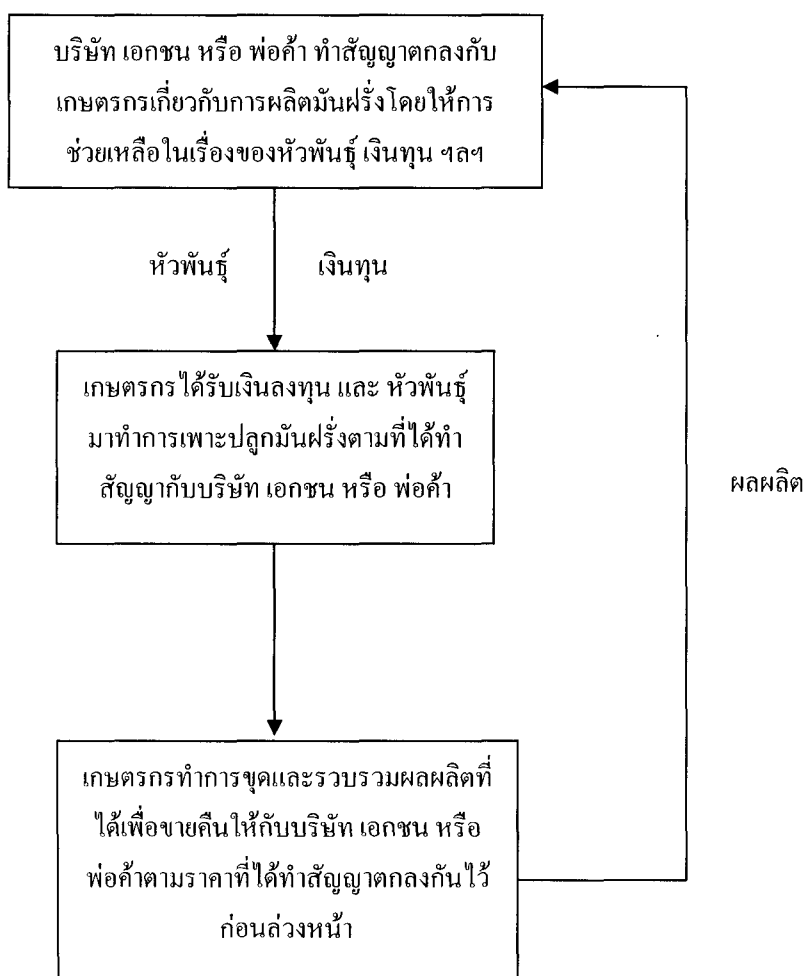 บริษัท เอกชน หรือ พ่อค้า ทำสัญญาตกลงกับ
เกษตรกรเกี่ยวกับการผลิตมันฝรั่งโดยให้การ
ช่วยเหลือในเรื่องของหัวพันธุ์ เงินทุน ฯลฯ
หัวพันธุ์ เงินทุน
เกษตรกรได้รับเงินลงทุน และ หัวพันธุ์
มาทำการเพาะปลูกมันฝรั่งตามที่ได้ทำ
สัญญากับบริษัท เอกชน หรือ พ่อค้า
ผลผลิต
เกษตรกรทำการขุดและรวบรวมผลผลิตที่
ได้เพื่อขายคืนให้กับบริษัท เอกชน หรือ
พ่อค้าตามราคาที่ได้ทำสัญญาตกลงกันไว้
ก่อนล่วงหน้า